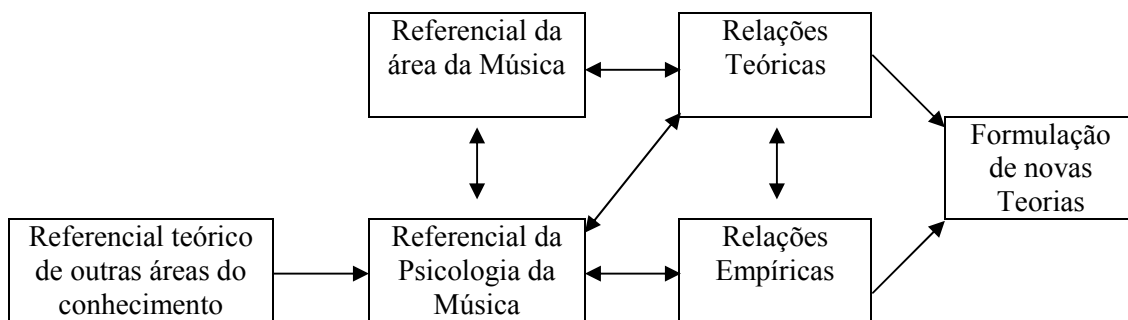 Referencial da
área da Música
Relações
Teóricas
Formulação
de novas
Teorias
Referencial teórico
de outras áreas do
conhecimento
Referencial da
Psicologia da
Música
Relações
Empíricas